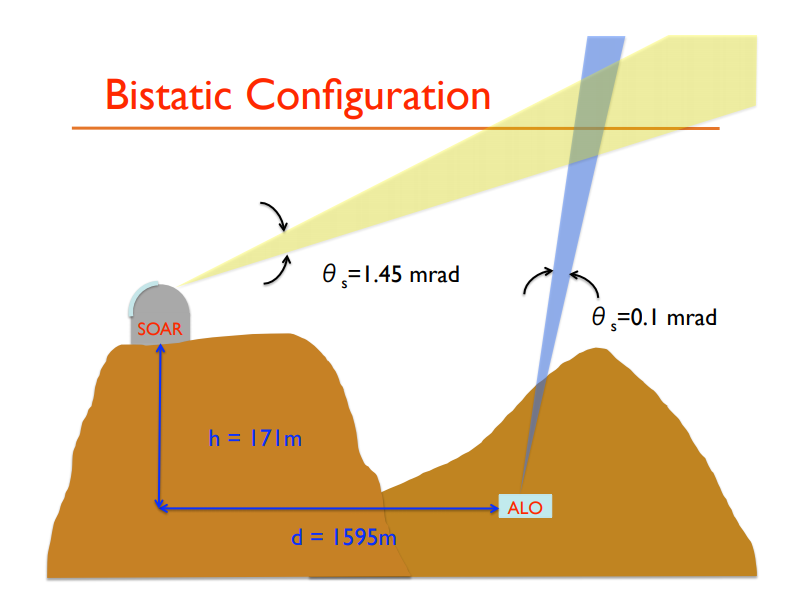 Bistatic Configuration
θs=1.45 mrad
SOAR
θs=0.1 mrad
h = 171m
ALO
d = 1595m